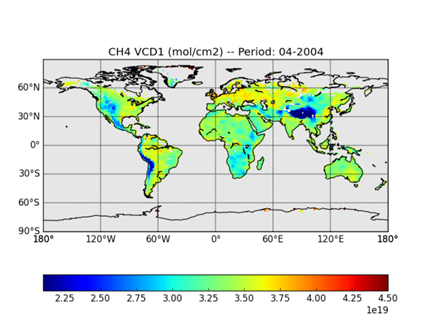 CH4 VCD1 (mol/cm2) -- Period: 04-2004
60°N
30°N
0°
30°S
60°S
90°S
180° 120°W 60°W 0° 60°E 120°E 180°
2.25 2.50 2.75 3.00 3.25 3.50 3.75 4.00 4.25 4.50
1e19